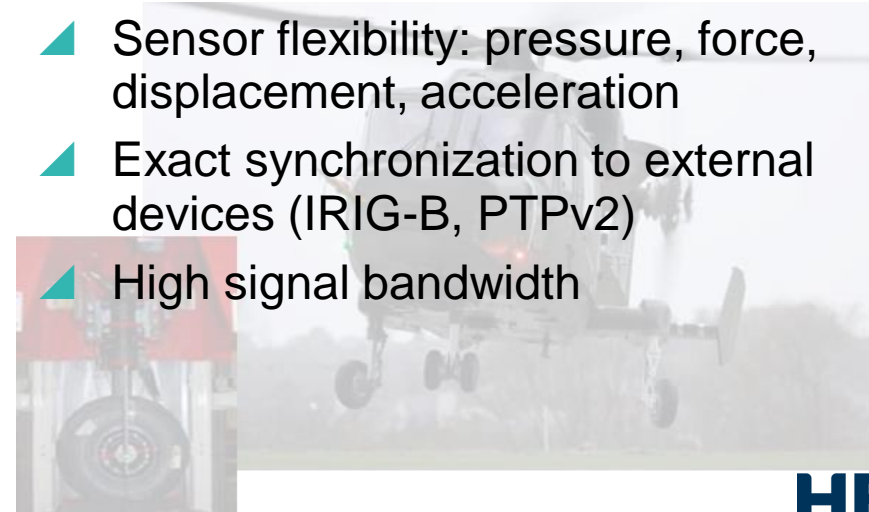 Sensor flexibility: pressure, force,
displacement, acceleration
Exact synchronization to external
devices (IRIG-B, PTPv2)
High signal bandwidth